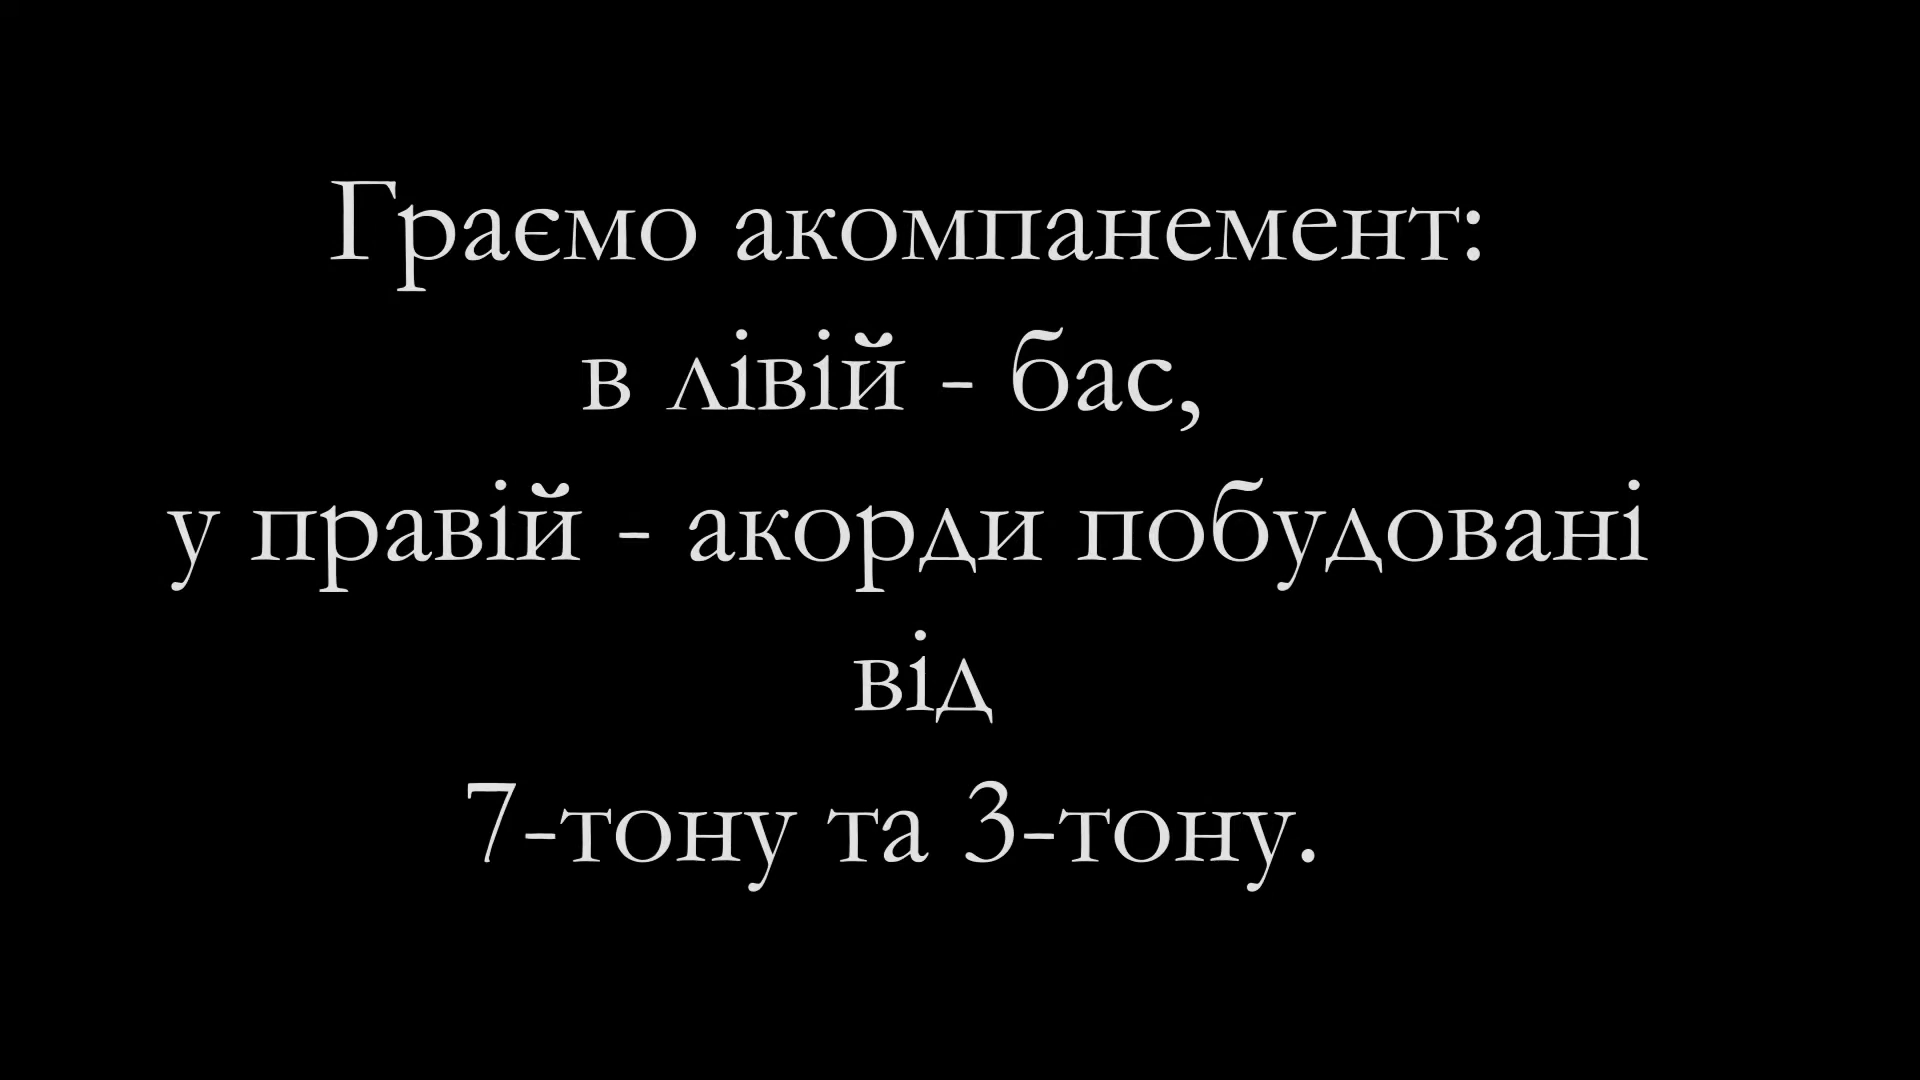 Граємо акомпанемент:
в лівій - бас,
у правій - акорди побудовані
від
7-тону та 3-тону.